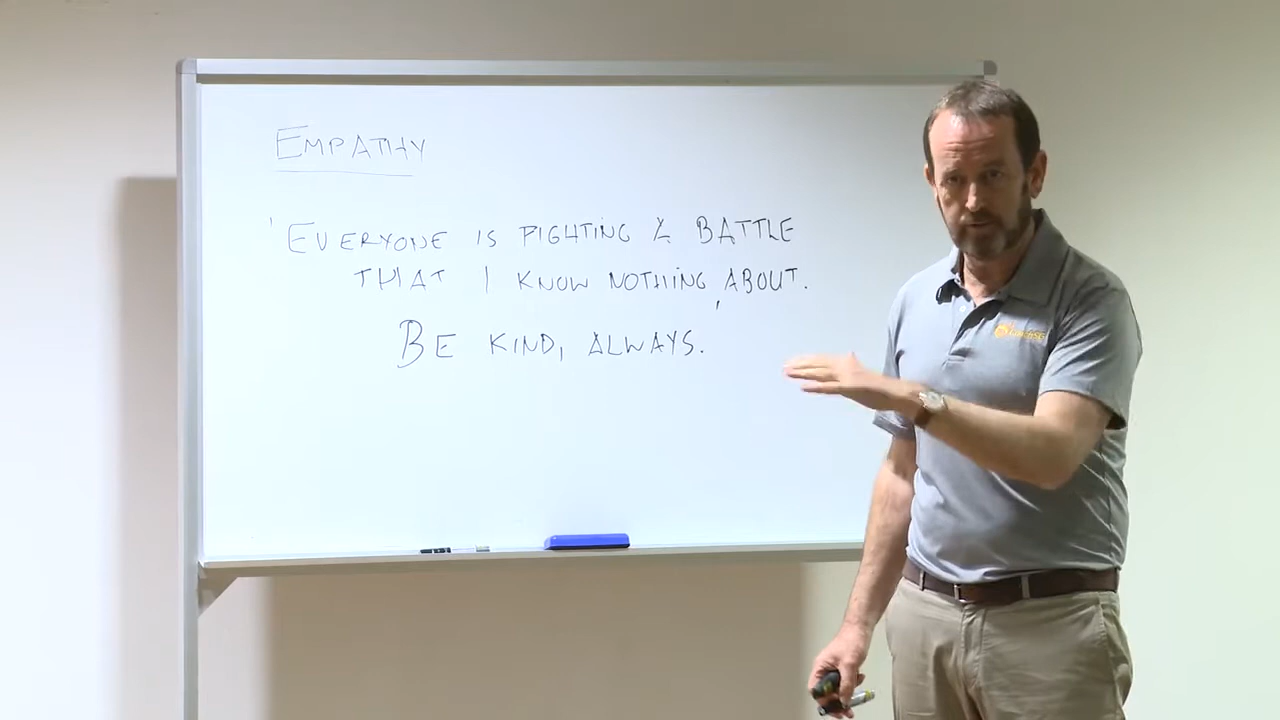 EMPATHY
'EVERYONE IS FIGHTING A BATTLE
THAT I KNOW NOTHING ABOUT.
BE KIND, ALWAYS.'